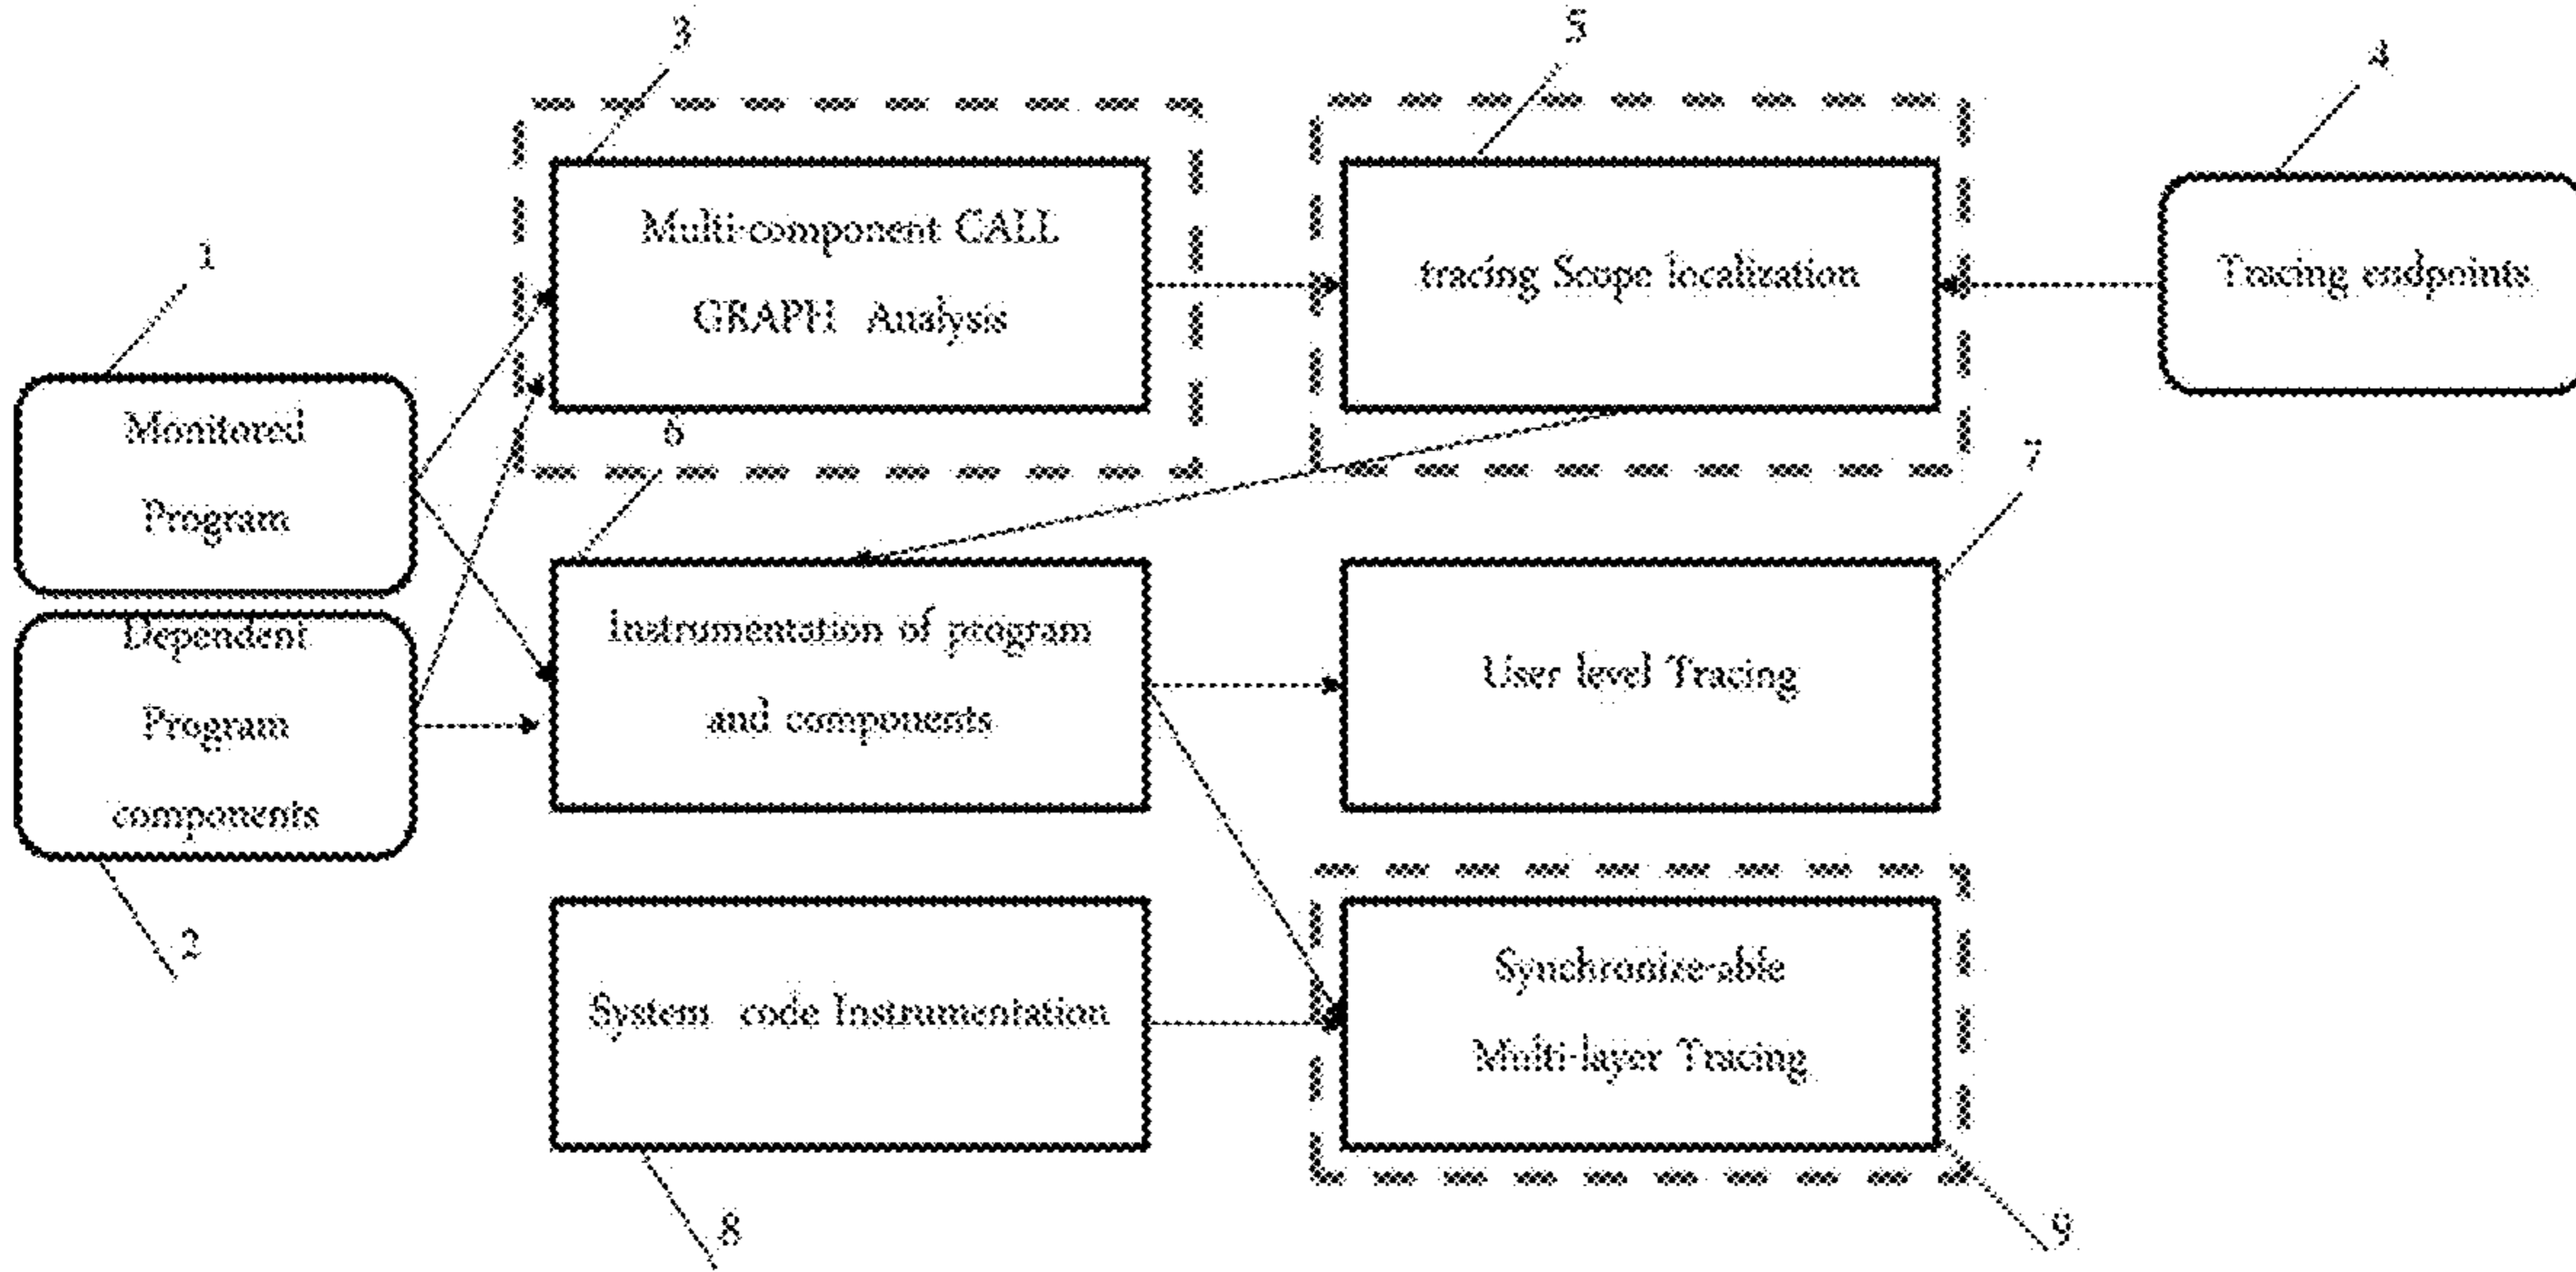 3
5
4
1
Multi-component CALL
GRAPH Analysis
tracing Scope localization
Tracing endpoints
Monitored
Program
6
7
Dependent
Program
components
Instrumentation of program
and components
User level Tracing
2
System code Instrumentation
Synchronize-able
Multi-layer Tracing
8
9